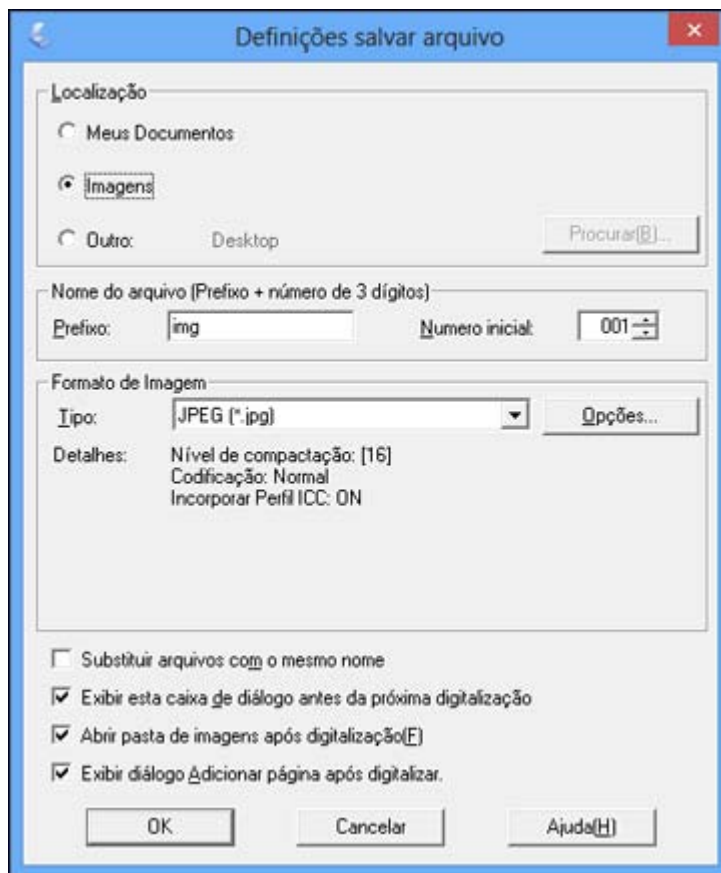 Definições salvar arquivo
Localização
Meus Documentos
Imagens
Outro: Desktop Procurar(B)...
Nome do arquivo (Prefixo + número de 3 dígitos)
Prefixo: img Numero inicial: 001
Formato de Imagem
Tipo: JPEG (*.jpg) Opções...
Detalhes: Nível de compactação: [16]
Codificação: Normal
Incorporar Perfil ICC: ON
Substituir arquivos com o mesmo nome
Exibir esta caixa de diálogo antes da próxima digitalização
Abrir pasta de imagens após digitalização(F)
Exibir diálogo Adicionar página após digitalizar.
OK Cancelar Ajuda(H)